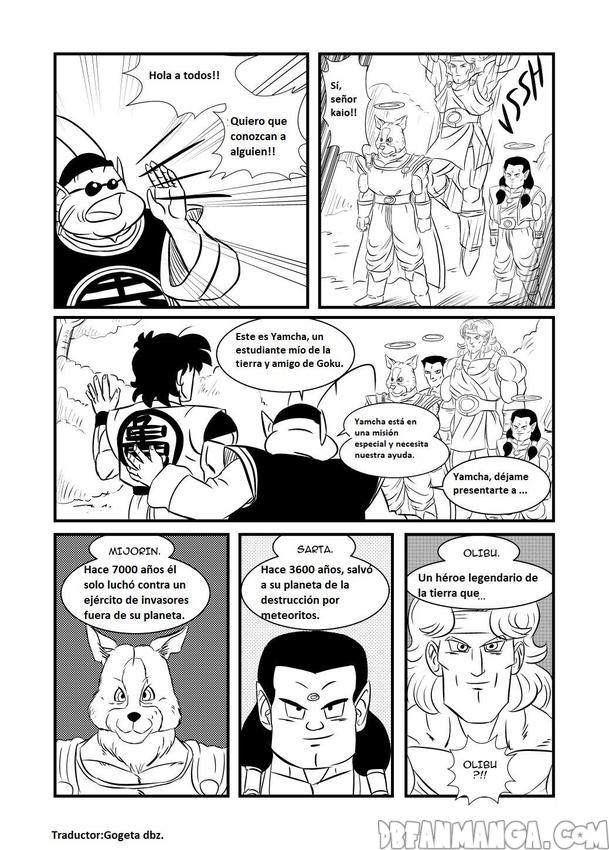 Hola a todos!!
Quiero que
conozcan a
alguien!!
Sí,
señor
kaio!!
VSSH
Este es Yamcha, un
estudiante mío de la
tierra y amigo de Goku.
Yamcha está en
una misión
especial y necesita
nuestra ayuda.
Yamcha, déjame
presentarte a ...
MIJORIN.
Hace 7000 años él
solo luchó contra un
ejército de invasores
fuera de su planeta.
SARTA.
Hace 3600 años, salvó
a su planeta de la
destrucción por
meteoritos.
OLIBU.
Un héroe legendario de
la tierra que...
OLIBU
?!!
Traductor:Gogeta dbz.
DBFANMANGA.COM